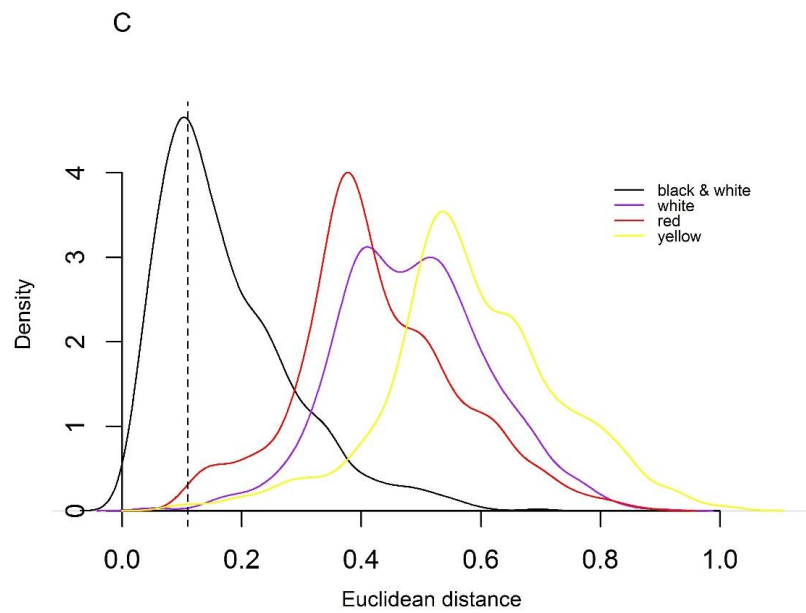 C
Density
4
3
2
1
0
black & white
white
red
yellow
0.0 0.2 0.4 0.6 0.8 1.0
Euclidean distance